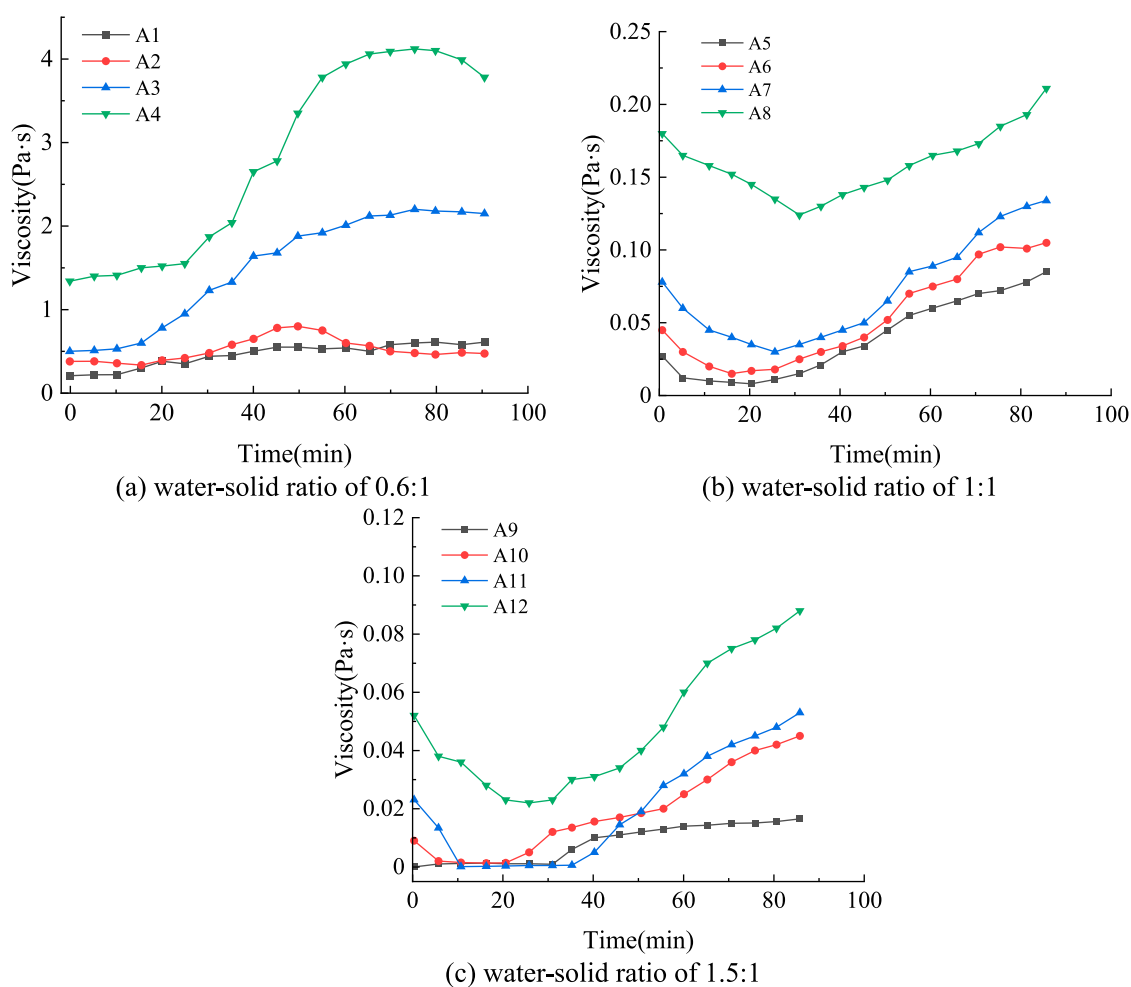 A1
A2
A3
A4
4
3
2
1
0
Viscosity(Pa·s)
0 20 40 60 80 100
Time(min)
(a) water-solid ratio of 0.6:1
A5
A6
A7
A8
0.25
0.20
0.15
0.10
0.05
0
Viscosity(Pa·s)
0 20 40 60 80 100
Time(min)
(b) water-solid ratio of 1:1
A9
A10
A11
A12
0.12
0.10
0.08
0.06
0.04
0.02
0
Viscosity(Pa·s)
0 20 40 60 80 100
Time(min)
(c) water-solid ratio of 1.5:1